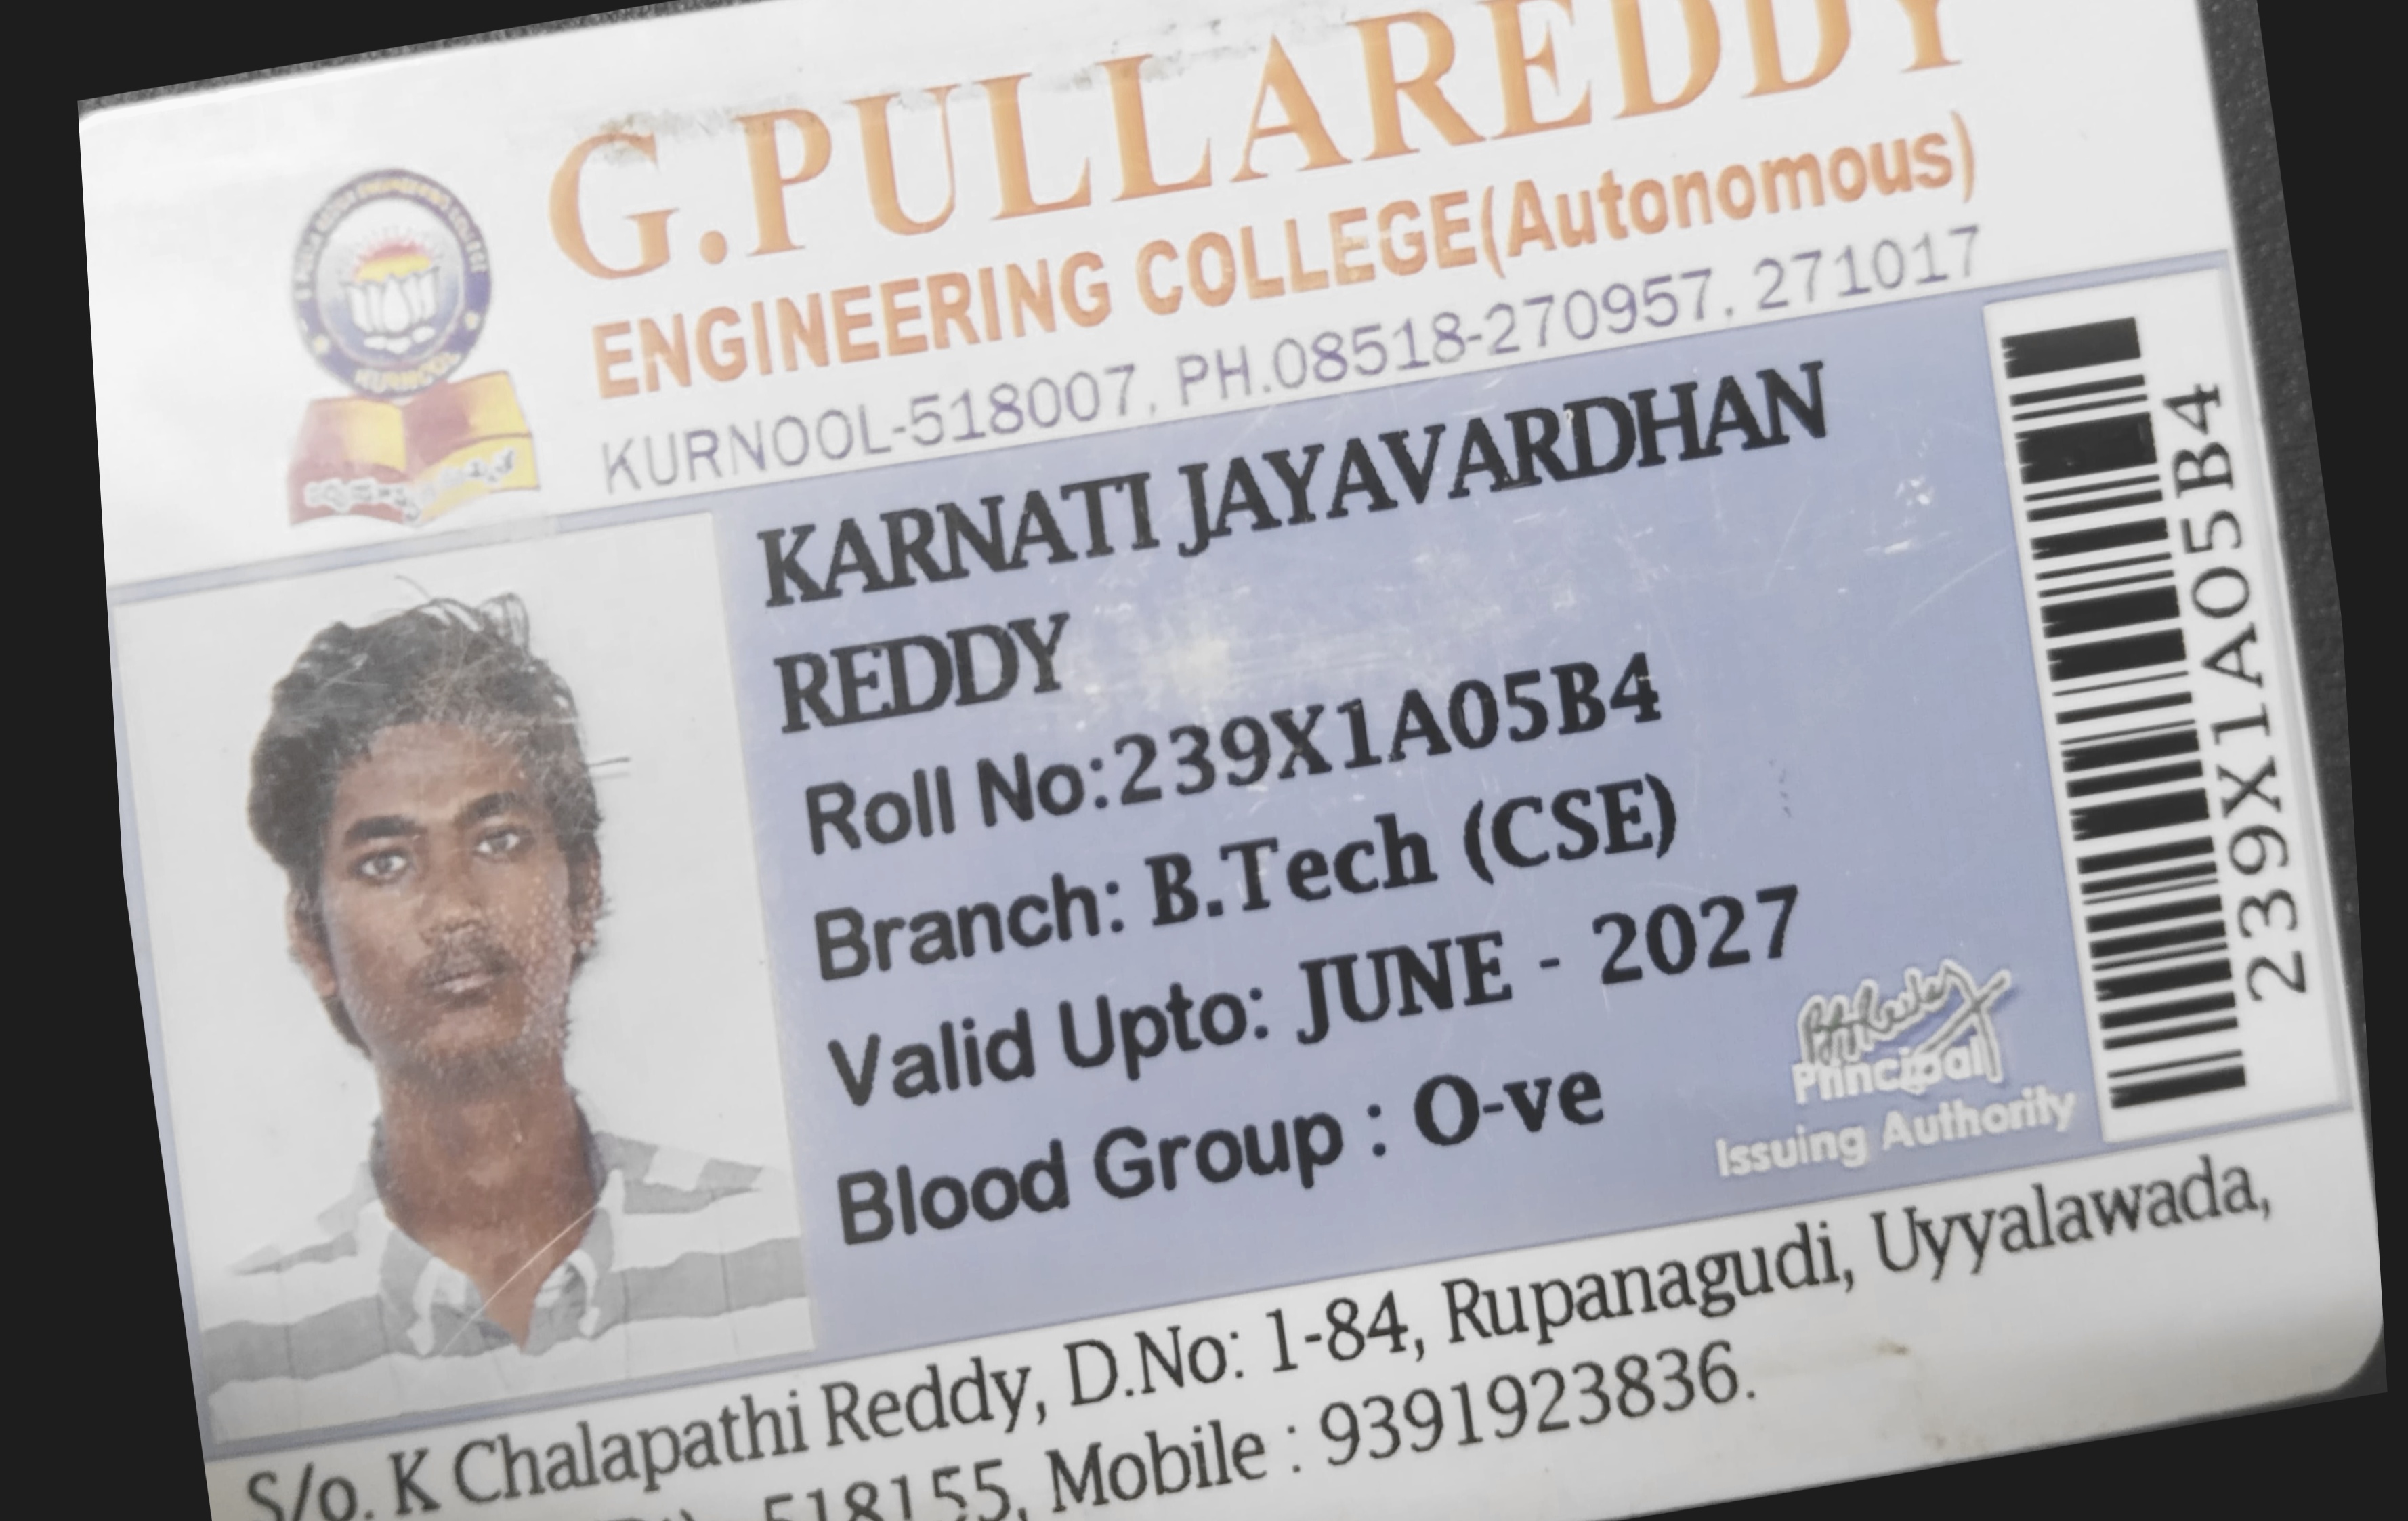 G.PULLAREDDY
ENGINEERING COLLEGE(Autonomous)
KURNOOL-518007, PH.08518-270957, 271017
KURNOOL
KARNATI JAYAVARDHAN
REDDY
Roll No:239X1A05B4
Branch: B.Tech (CSE)
Valid Upto: JUNE - 2027
Blood Group : O-ve
Principal
Issuing Authority
239X1A05B4
S/o. K Chalapathi Reddy, D.No: 1-84, Rupanagudi, Uyyalawada,
518155, Mobile : 9391923836.